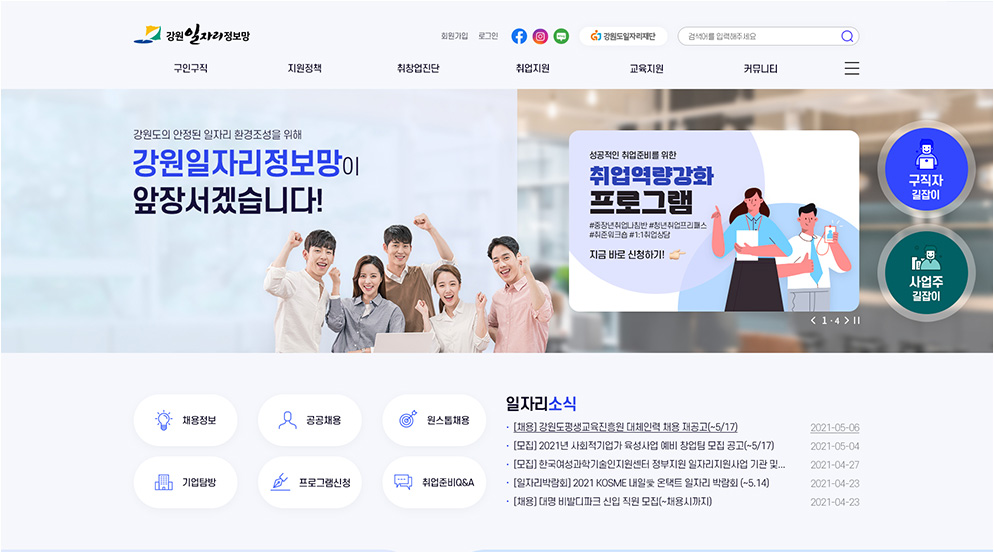 강원일자리정보망
회원가입 로그인
강원도일자리재단
검색어를 입력해주세요
구인구직 지원정책 취창업진단 취업지원 교육지원 커뮤니티
강원도의 안정된 일자리 환경조성을 위해
강원일자리정보망이
앞장서겠습니다!
성공적인 취업준비를 위한
취업역량강화
프로그램
#중장년취업나침반 #청년취업프리패스
#취준워크숍 #1:1취업상담
지금 바로 신청하기!
1 · 4
구직자
길잡이
사업주
길잡이
채용정보 공공채용 원스톱채용
기업탐방 프로그램신청 취업준비Q&A
일자리소식
· [채용] 강원도평생교육진흥원 대체인력 채용 재공고(~5/17) 2021-05-06
· [모집] 2021년 사회적기업가 육성사업 예비 창업팀 모집 공고(~5/17) 2021-05-04
· [모집] 한국여성과학기술인지원센터 정부지원 일자리지원사업 기관 및... 2021-04-27
· [일자리박람회] 2021 KOSME 내일 온택트 일자리 박람회 (~5.14) 2021-04-23
· [채용] 대명 비발디파크 신입 직원 모집(~채용시까지) 2021-04-23